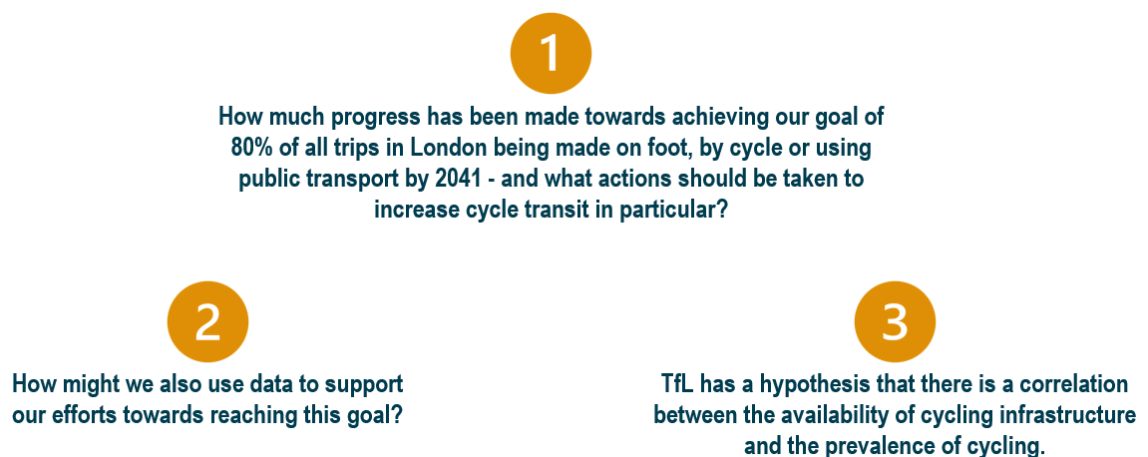 1
How much progress has been made towards achieving our goal of
80% of all trips in London being made on foot, by cycle or using
public transport by 2041 - and what actions should be taken to
increase cycle transit in particular?
2
How might we also use data to support
our efforts towards reaching this goal?
3
TfL has a hypothesis that there is a correlation
between the availability of cycling infrastructure
and the prevalence of cycling.